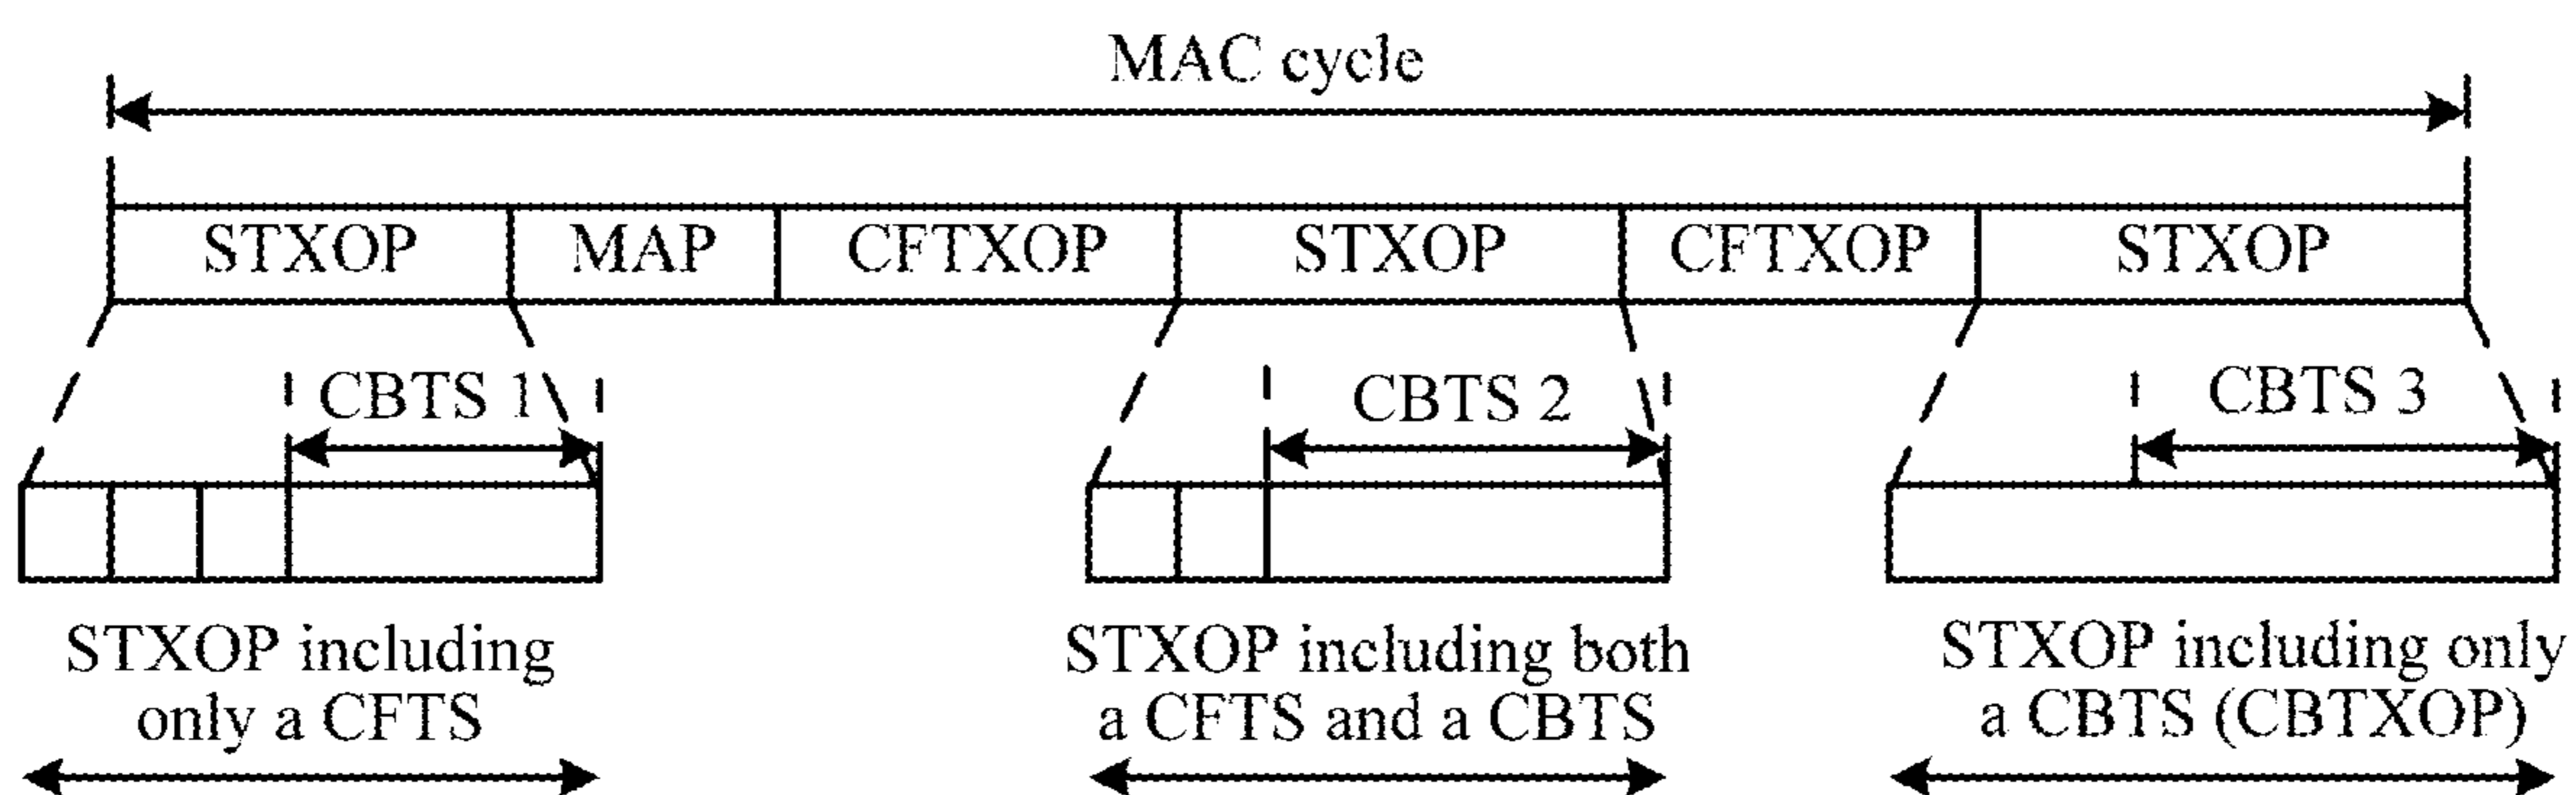 MAC cycle
STXOP MAP CFTXOP STXOP CFTXOP STXOP
CBTS 1 CBTS 2 CBTS 3
STXOP including
only a CFTS
STXOP including both
a CFTS and a CBTS
STXOP including only
a CBTS (CBTXOP)